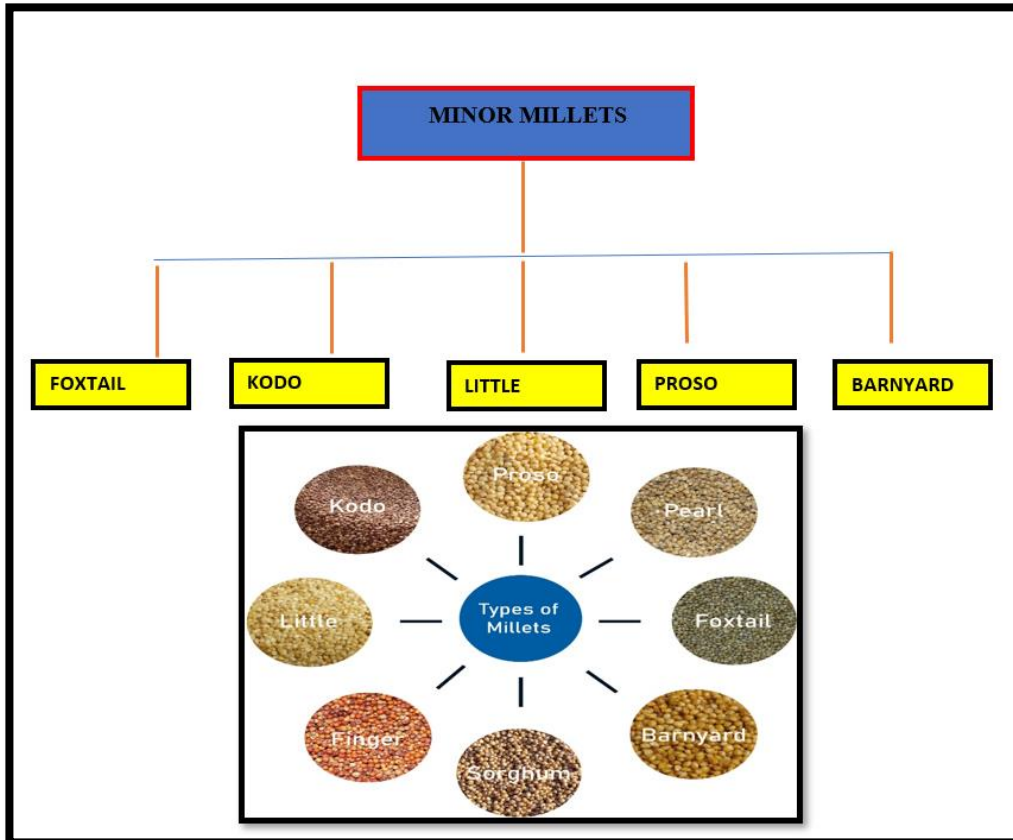 MINOR MILLETS
FOXTAIL
KODO
LITTLE
PROSO
BARNYARD
Proso
Kodo
Pearl
Little
Types of
Millets
Foxtail
Finger
Barnyard
Sorghum